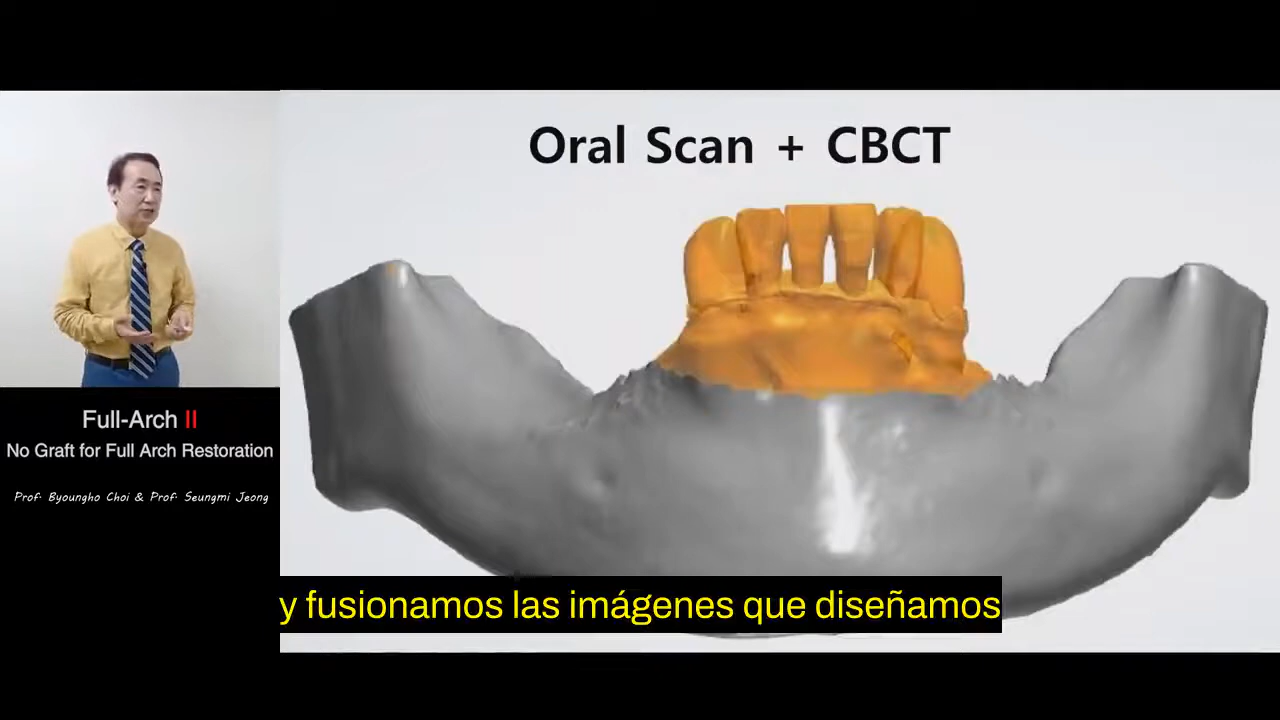 Oral Scan + CBCT
Full-Arch II
No Graft for Full Arch Restoration
Prof. Byoungho Choi & Prof. Seungmi Jeong
y fusionamos las imágenes que diseñamos